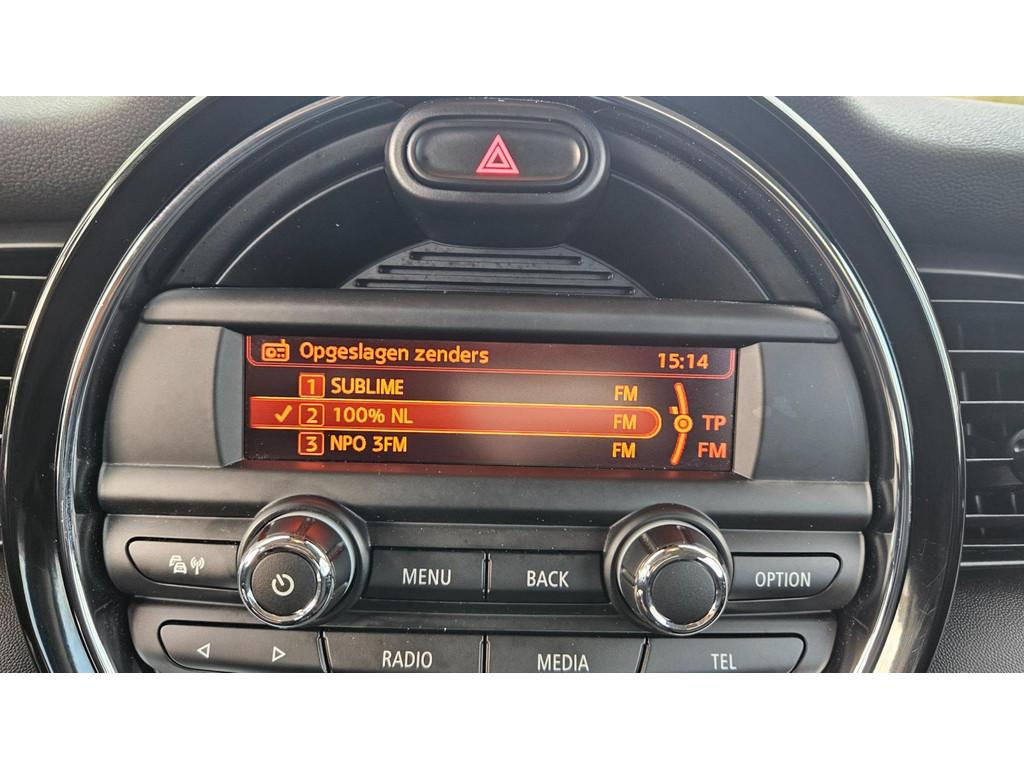 Opgeslagen zenders 15:14
1 SUBLIME FM
2 100% NL FM TP
3 NPO 3FM FM FM
MENU BACK OPTION
RADIO MEDIA TEL